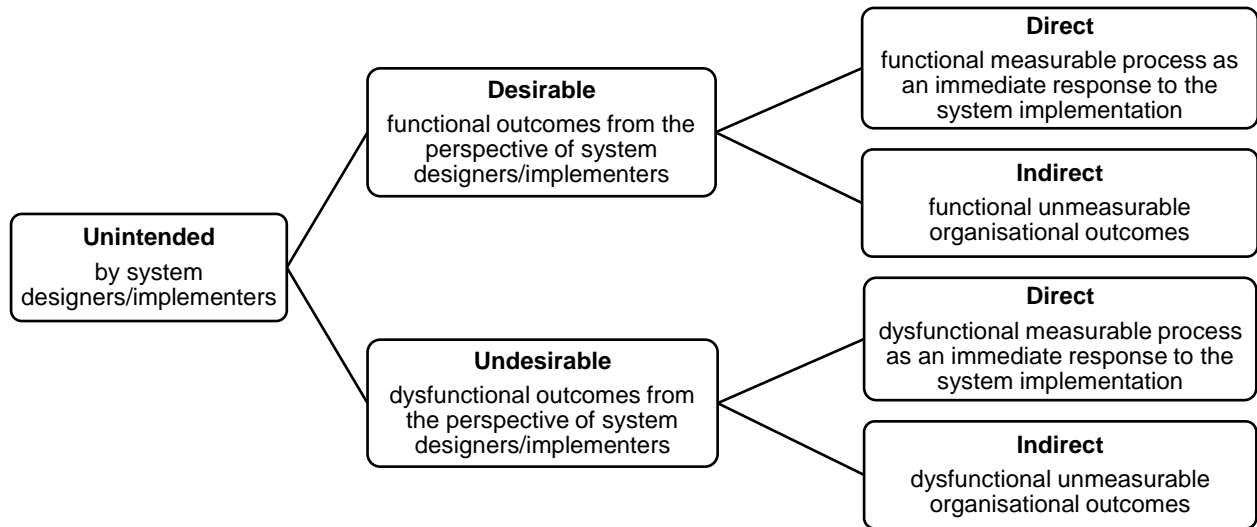 Unintended
by system
designers/implementers
Desirable
functional outcomes from the
perspective of system
designers/implementers
Undesirable
dysfunctional outcomes from
the perspective of system
designers/implementers
Direct
functional measurable process as
an immediate response to the
system implementation
Indirect
functional unmeasurable
organisational outcomes
Direct
dysfunctional measurable process
as an immediate response to the
system implementation
Indirect
dysfunctional unmeasurable
organisational outcomes